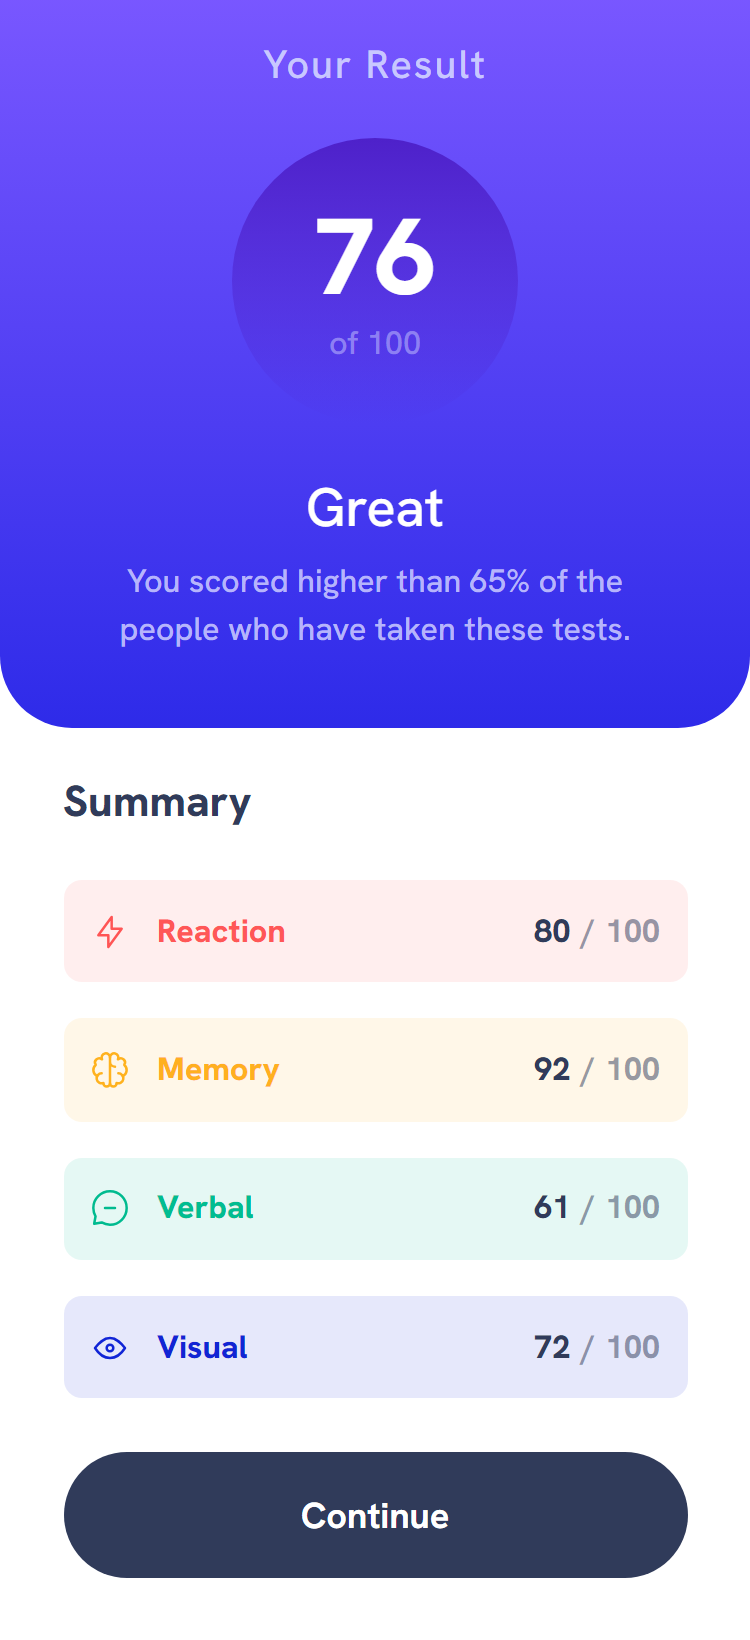 Your Result
76
of 100
Great
You scored higher than 65% of the
people who have taken these tests.
Summary
Reaction 80 / 100
Memory 92 / 100
Verbal 61 / 100
Visual 72 / 100
Continue